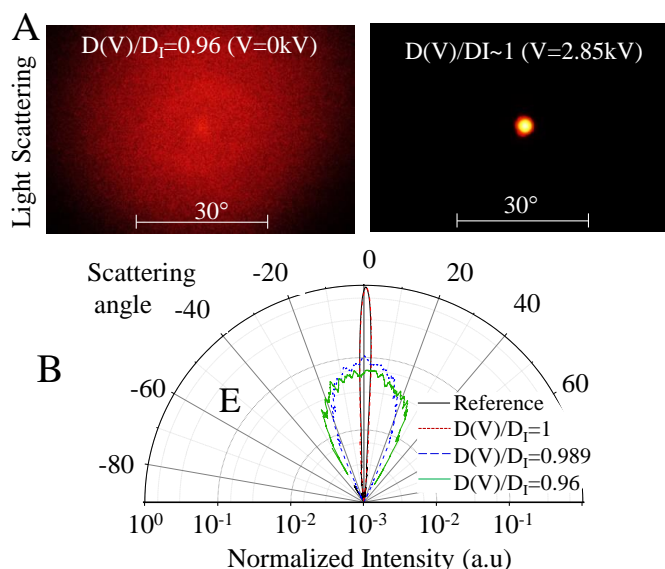 A
Light Scattering
D(V)/D_I=0.96 (V=0kV)
30°
D(V)/DI~1 (V=2.85kV)
30°
B
Scattering
angle
-80
-60
-40
-20
0
20
40
60
E
Reference
D(V)/D_I=1
D(V)/D_I=0.989
D(V)/D_I=0.96
10^0 10^-1 10^-2 10^-3 10^-2 10^-1
Normalized Intensity (a.u)